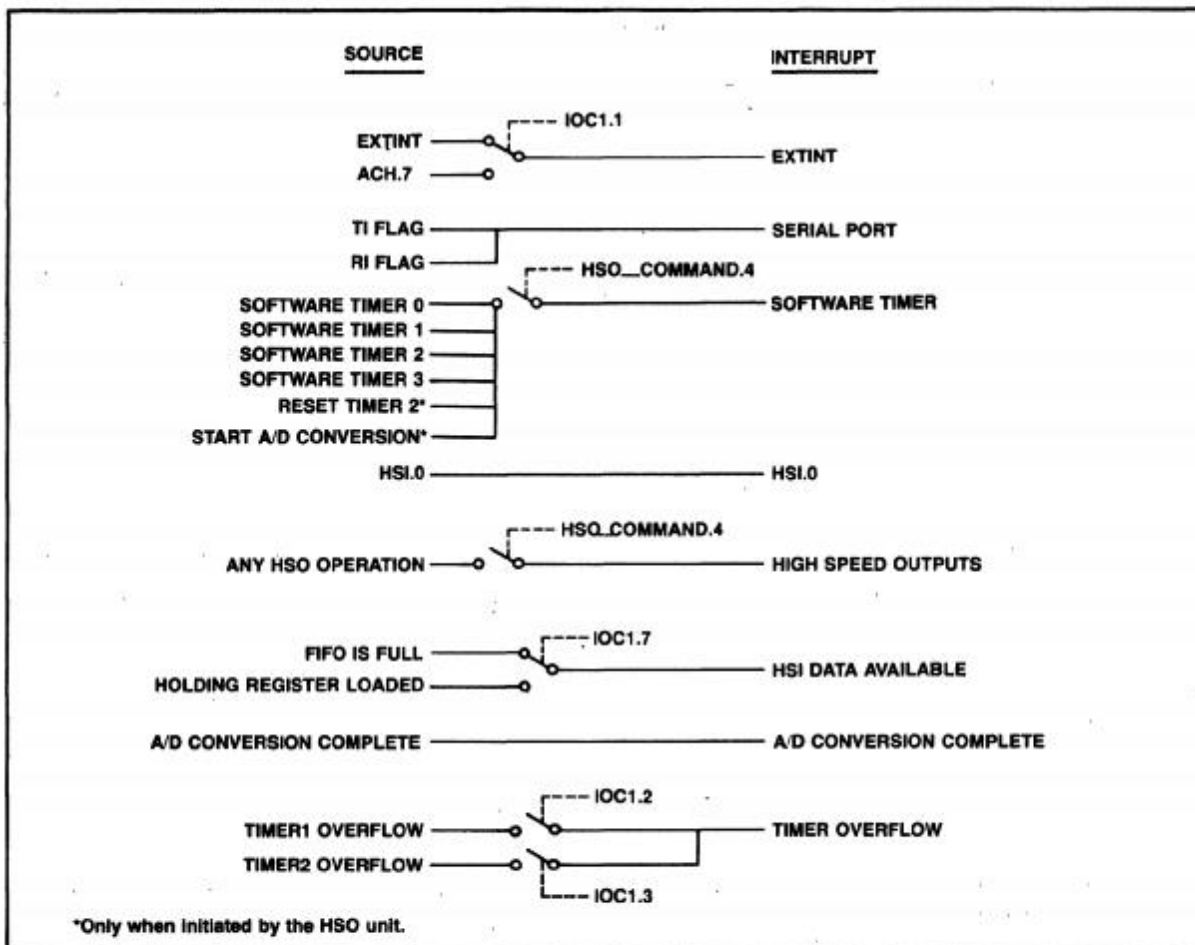 SOURCE INTERRUPT
IOC1.1
EXTINT EXTINT
ACH.7
TI FLAG SERIAL PORT
RI FLAG
HSO_COMMAND.4
SOFTWARE TIMER 0 SOFTWARE TIMER
SOFTWARE TIMER 1
SOFTWARE TIMER 2
SOFTWARE TIMER 3
RESET TIMER 2*
START A/D CONVERSION*
HSI.0 HSI.0
HSO_COMMAND.4
ANY HSO OPERATION HIGH SPEED OUTPUTS
IOC1.7
FIFO IS FULL
HSI DATA AVAILABLE
HOLDING REGISTER LOADED
A/D CONVERSION COMPLETE A/D CONVERSION COMPLETE
IOC1.2
TIMER1 OVERFLOW TIMER OVERFLOW
TIMER2 OVERFLOW
IOC1.3
*Only when initiated by the HSO unit.